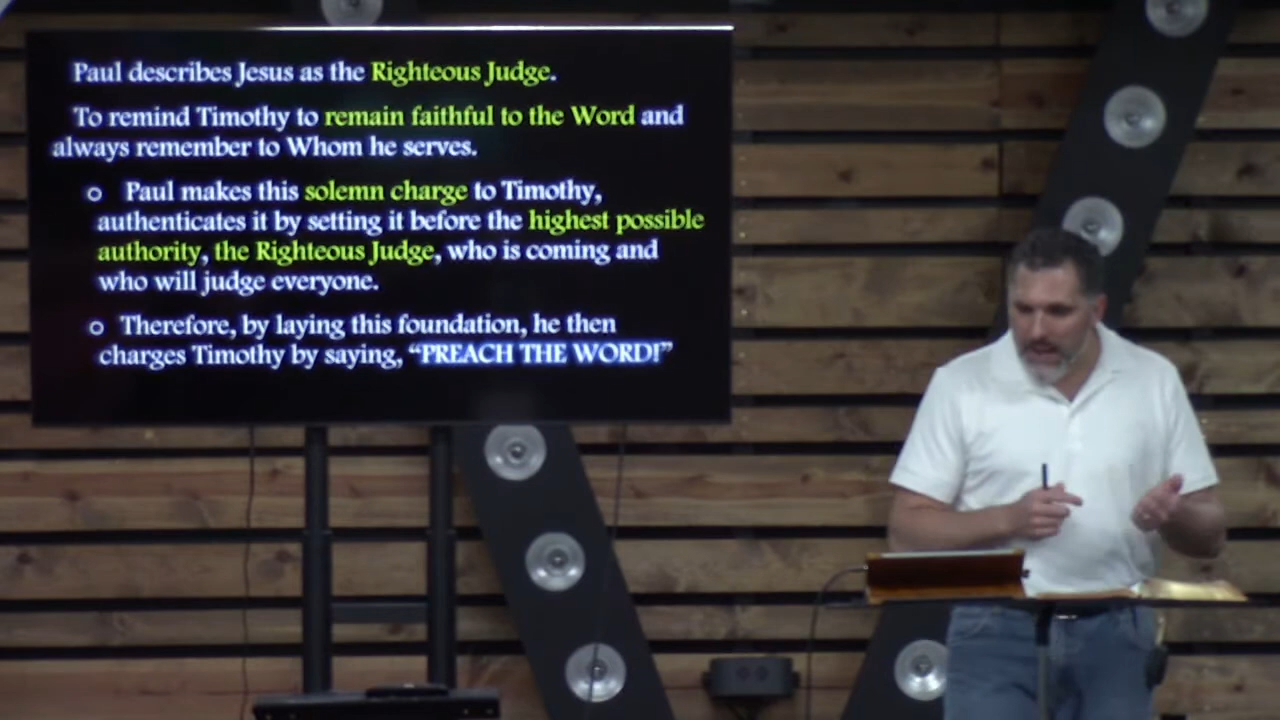 Paul describes Jesus as the Righteous Judge.
To remind Timothy to remain faithful to the Word and
always remember to Whom he serves.
o Paul makes this solemn charge to Timothy,
authenticates it by setting it before the highest possible
authority, the Righteous Judge, who is coming and
who will judge everyone.
o Therefore, by laying this foundation, he then
charges Timothy by saying, “PREACH THE WORD!”